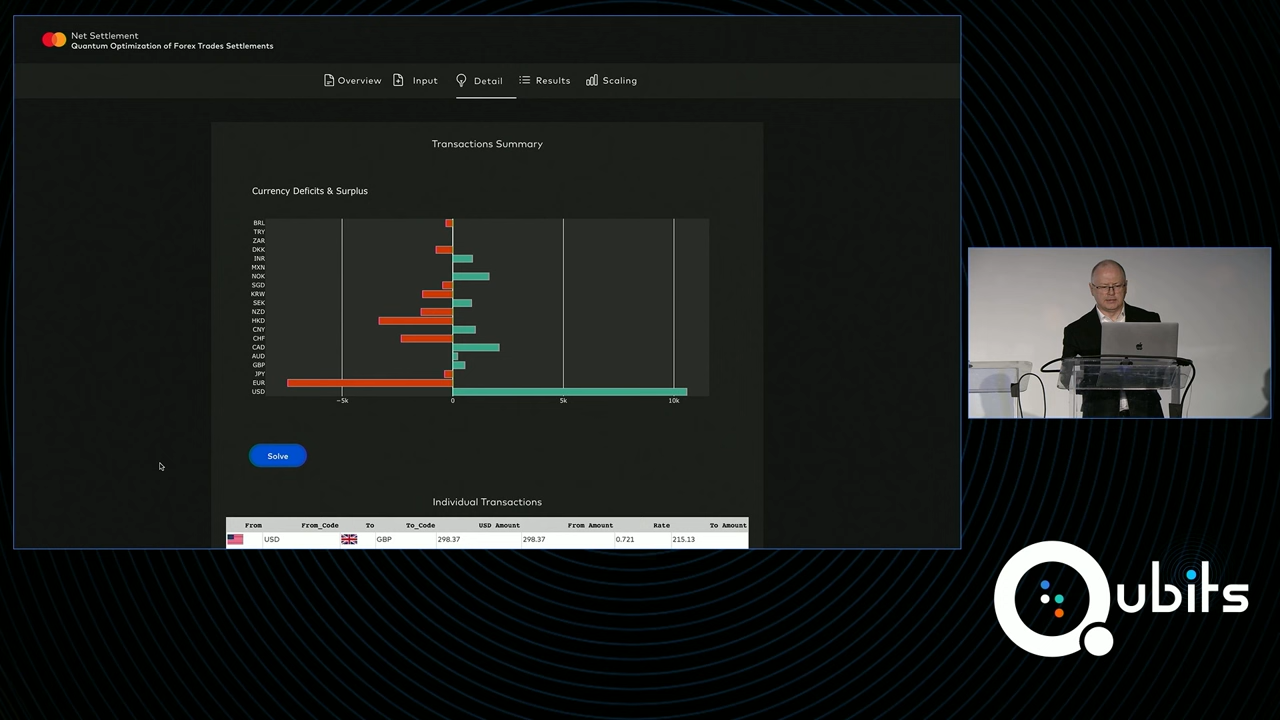 Net Settlement
Quantum Optimization of Forex Trades Settlements
Overview Input Detail Results Scaling
Transactions Summary
Currency Deficits & Surplus
BRL
TRY
ZAR
DKK
INR
MXN
NOK
SGD
KRW
SEK
NZD
HKD
CNY
CHF
CAD
AUD
GBP
JPY
EUR
USD
−5k 0 5k 10k
Solve
Individual Transactions
From From_Code To To_Code USD Amount From Amount Rate To Amount
USD GBP 298.37 298.37 0.721 215.13
Qubits